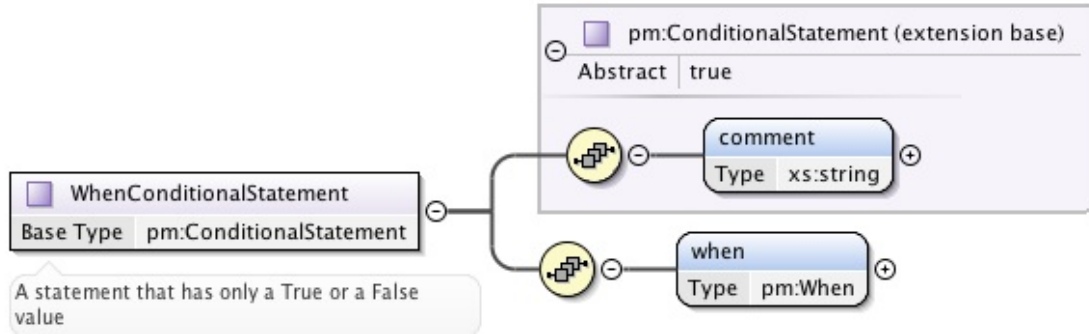 pm:ConditionalStatement (extension base)
Abstract true
comment
Type xs:string
WhenConditionalStatement
Base Type pm:ConditionalStatement
when
Type pm:When
A statement that has only a True or a False
value